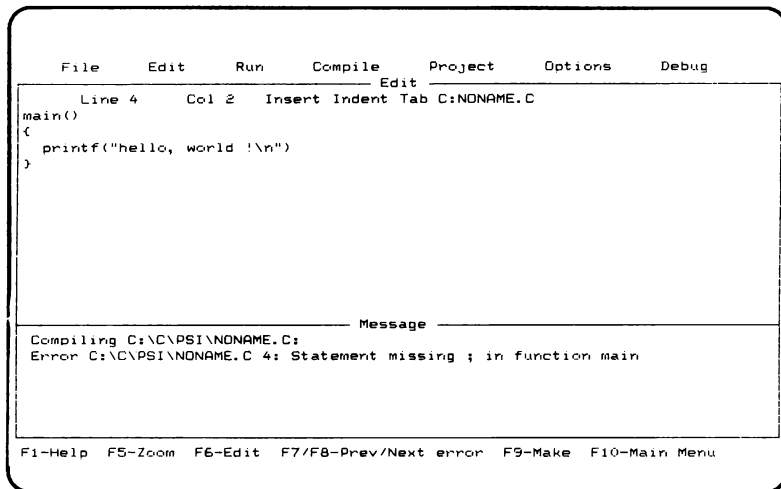 File Edit Run Compile Project Options Debug
Edit
Line 4 Col 2 Insert Indent Tab C:NONAME.C
main()
{
printf("hello, world !\n")
}
Message
Compiling C:\C\PSI\NONAME.C:
Error C:\C\PSI\NONAME.C 4: Statement missing ; in function main
F1-Help F5-Zoom F6-Edit F7/F8-Prev/Next error F9-Make F10-Main Menu